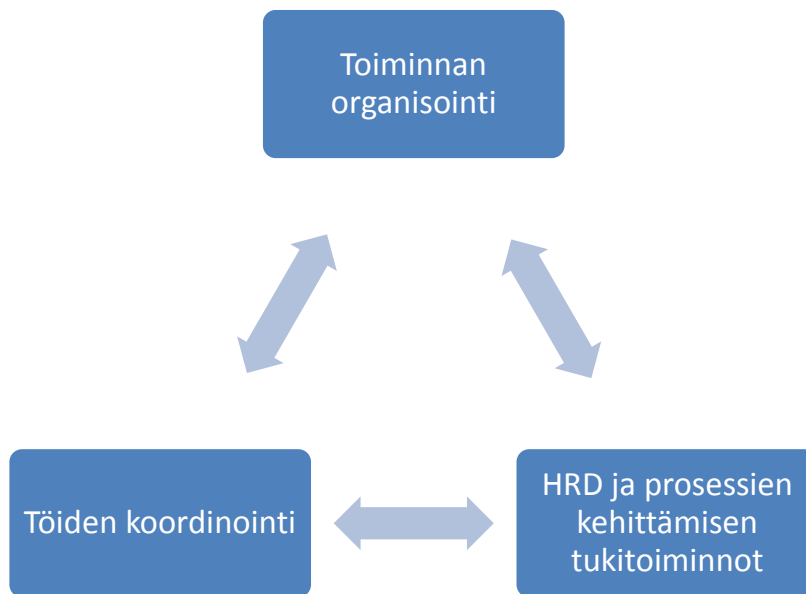 Toiminnan
organisointi
Töiden koordinointi
HRD ja prosessien
kehittämisen
tukitoiminnot